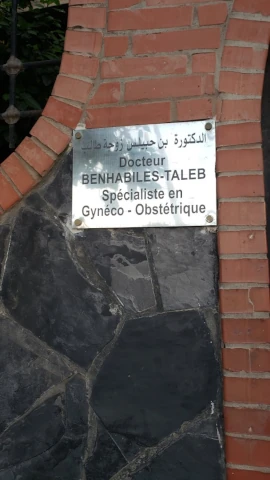 الدكتورة بن حبيلس زوجة طالب
Docteur
BENHABILES-TALEB
Spécialiste en
Gynéco - Obstétrique